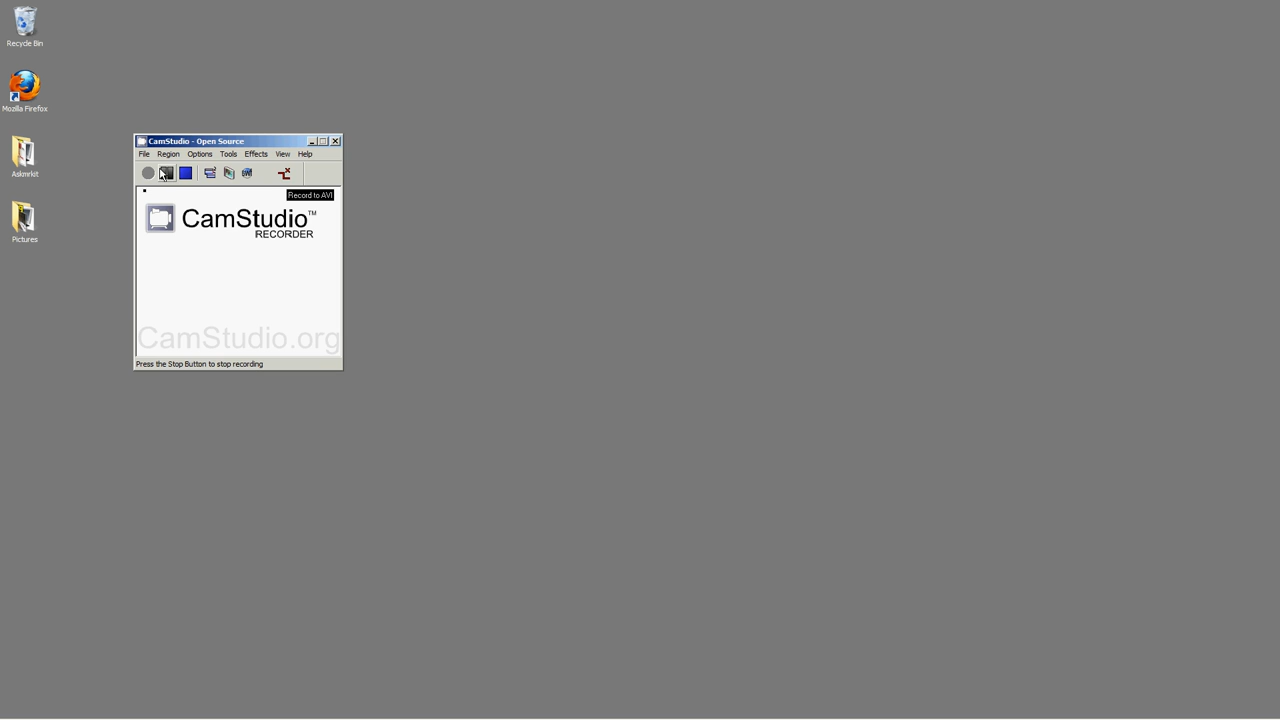 Recycle Bin
Mozilla Firefox
Askmrkit
Pictures
CamStudio - Open Source
File Region Options Tools Effects View Help
Record to AVI
CamStudio™
RECORDER
CamStudio.org
Press the Stop Button to stop recording